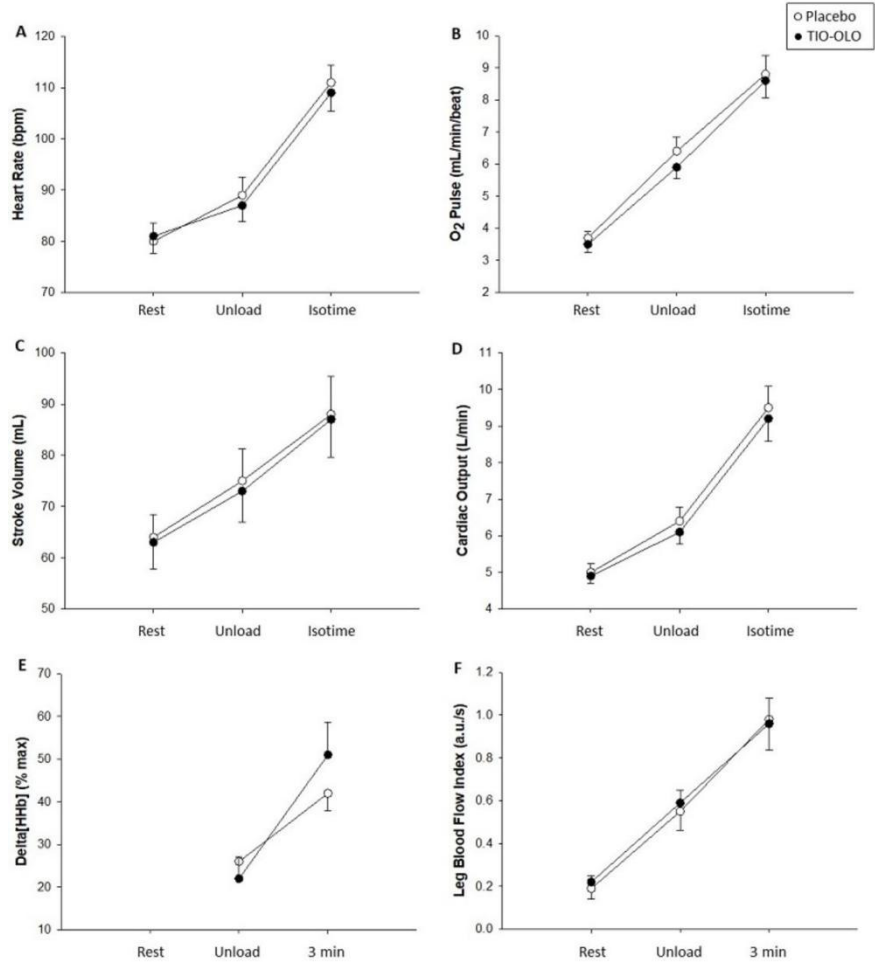 Placebo
TIO-OLO
A
Heart Rate (bpm)
120
110
100
90
80
70
Rest Unload Isotime
B
O₂ Pulse (mL/min/beat)
10
9
8
7
6
5
4
3
2
Rest Unload Isotime
C
Stroke Volume (mL)
100
90
80
70
60
50
Rest Unload Isotime
D
Cardiac Output (L/min)
11
10
9
8
7
6
5
4
Rest Unload Isotime
E
Delta[HHb] (% max)
70
60
50
40
30
20
10
Rest Unload 3 min
F
Leg Blood Flow Index (a.u./s)
1.2
1.0
0.8
0.6
0.4
0.2
0.0
Rest Unload 3 min